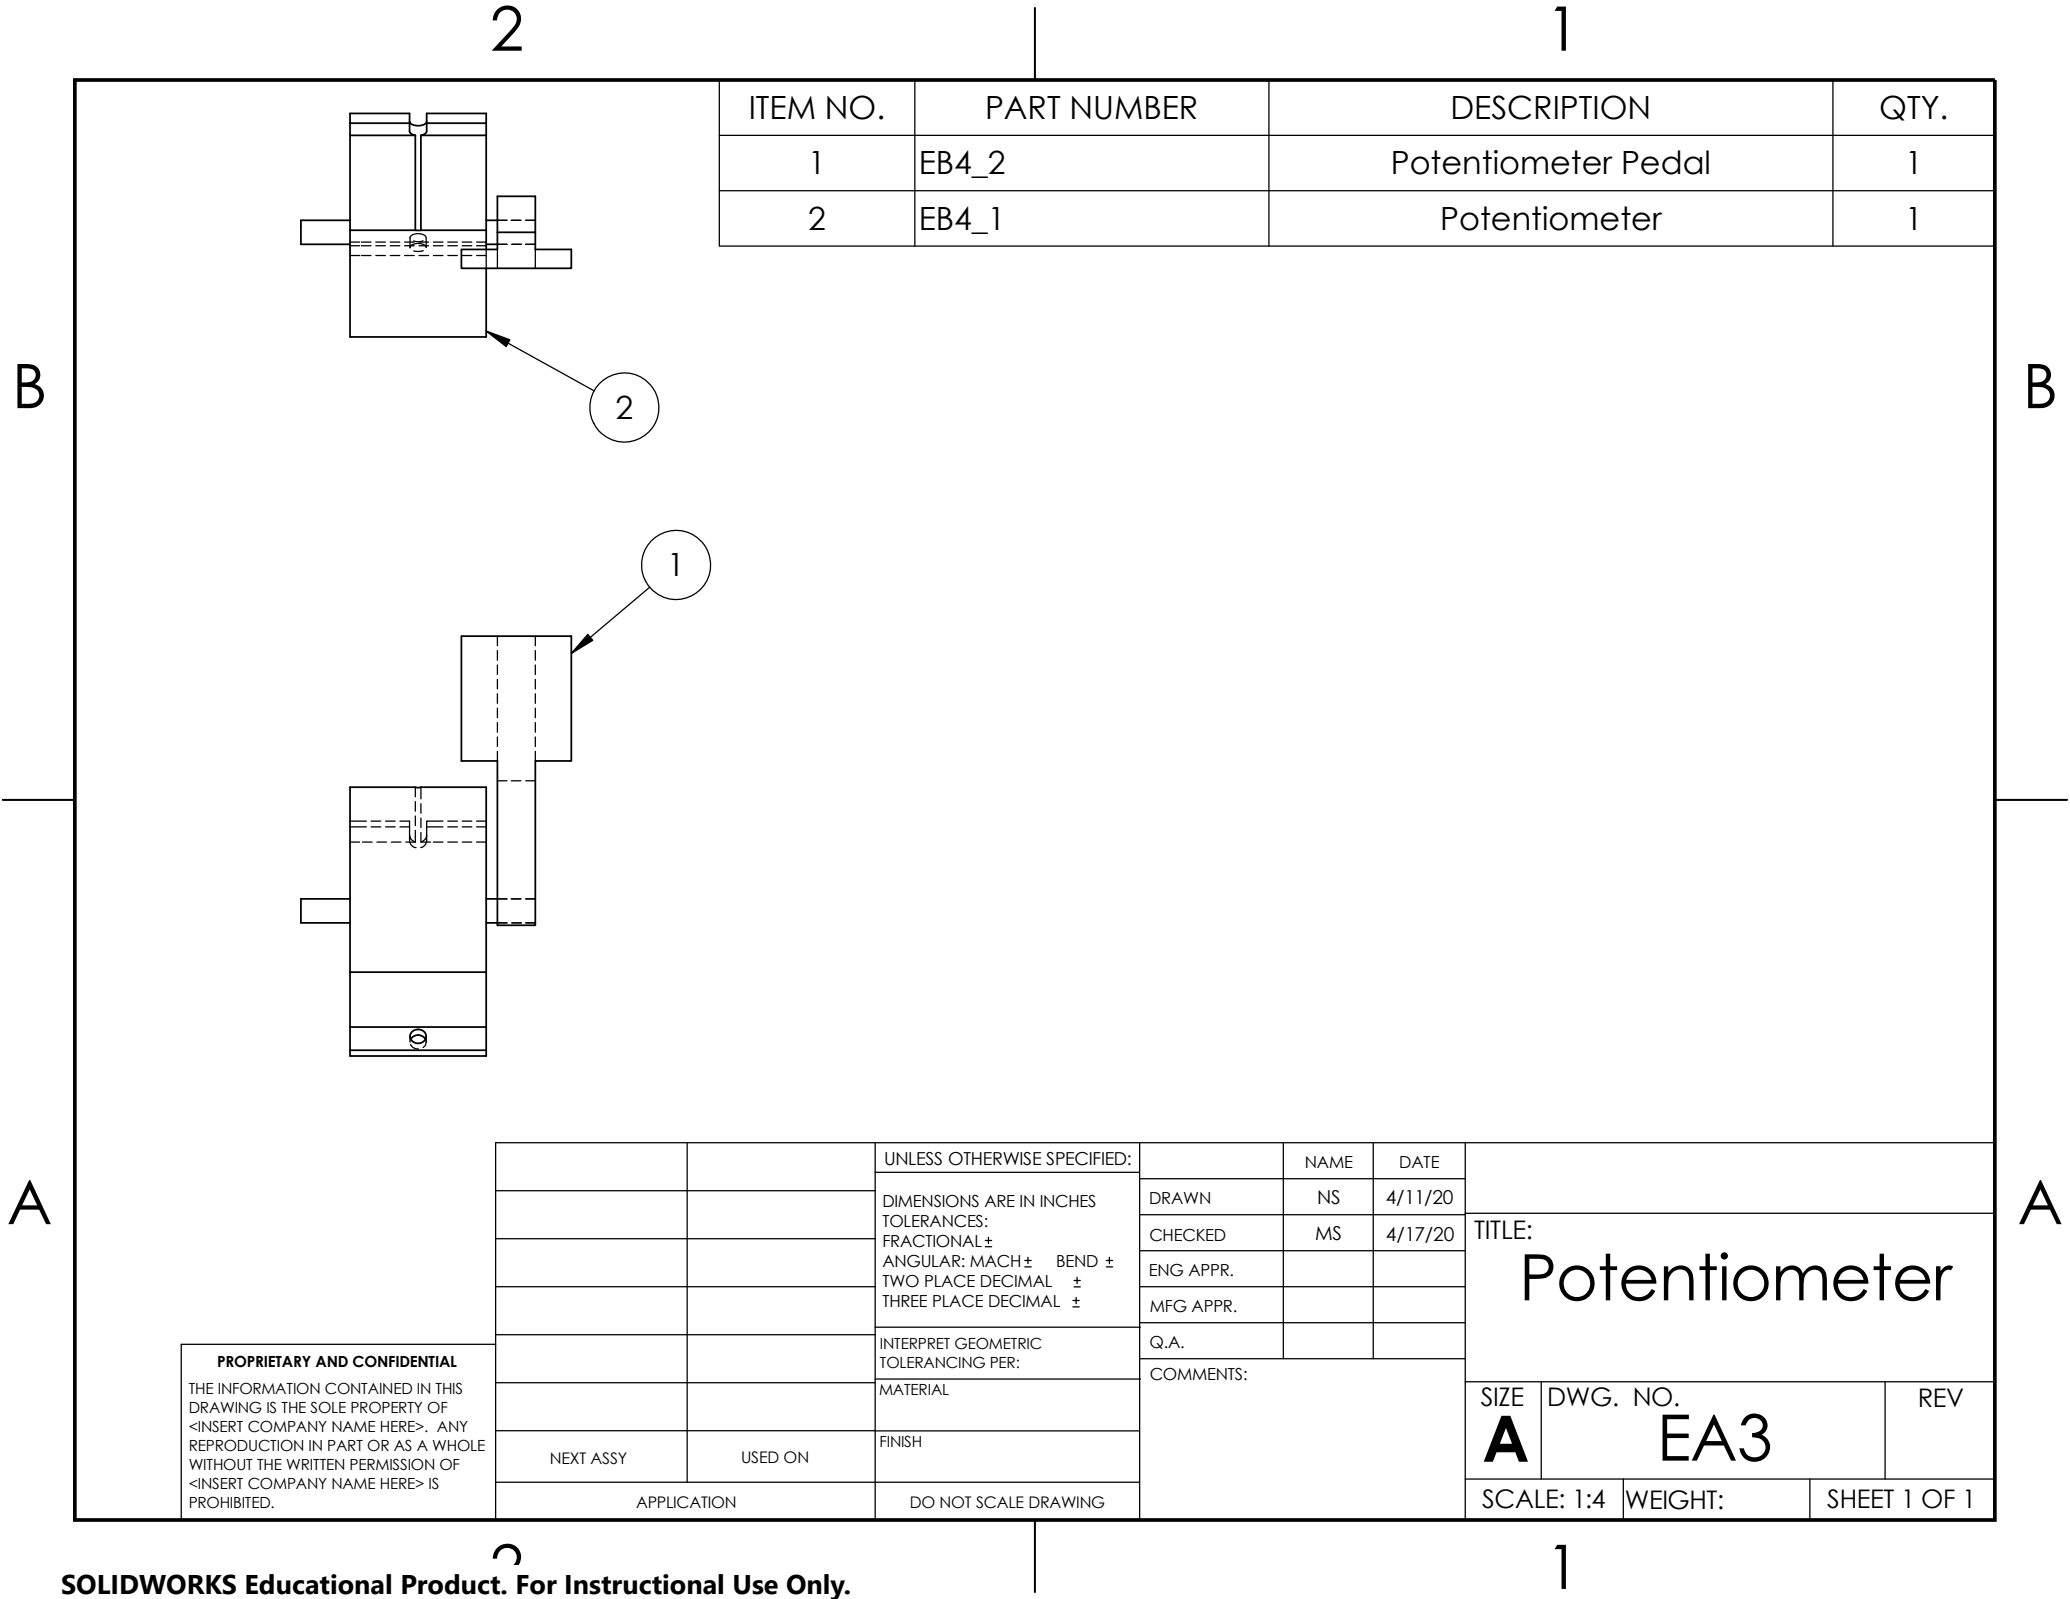 2 1
ITEM NO. PART NUMBER DESCRIPTION QTY.
1 EB4_2 Potentiometer Pedal 1
2 EB4_1 Potentiometer 1
B B
2
1
A A
UNLESS OTHERWISE SPECIFIED:
DIMENSIONS ARE IN INCHES
TOLERANCES:
FRACTIONAL ±
ANGULAR: MACH ± BEND ±
TWO PLACE DECIMAL ±
THREE PLACE DECIMAL ±
INTERPRET GEOMETRIC
TOLERANCING PER:
MATERIAL
FINISH
DO NOT SCALE DRAWING
NAME DATE
DRAWN NS 4/11/20
CHECKED MS 4/17/20
ENG APPR.
MFG APPR.
Q.A.
COMMENTS:
TITLE:
Potentiometer
SIZE DWG. NO. REV
A EA3
SCALE: 1:4 WEIGHT: SHEET 1 OF 1
PROPRIETARY AND CONFIDENTIAL
THE INFORMATION CONTAINED IN THIS
DRAWING IS THE SOLE PROPERTY OF
<INSERT COMPANY NAME HERE>. ANY
REPRODUCTION IN PART OR AS A WHOLE
WITHOUT THE WRITTEN PERMISSION OF
<INSERT COMPANY NAME HERE> IS
PROHIBITED.
NEXT ASSY USED ON
APPLICATION
2 1
SOLIDWORKS Educational Product. For Instructional Use Only.